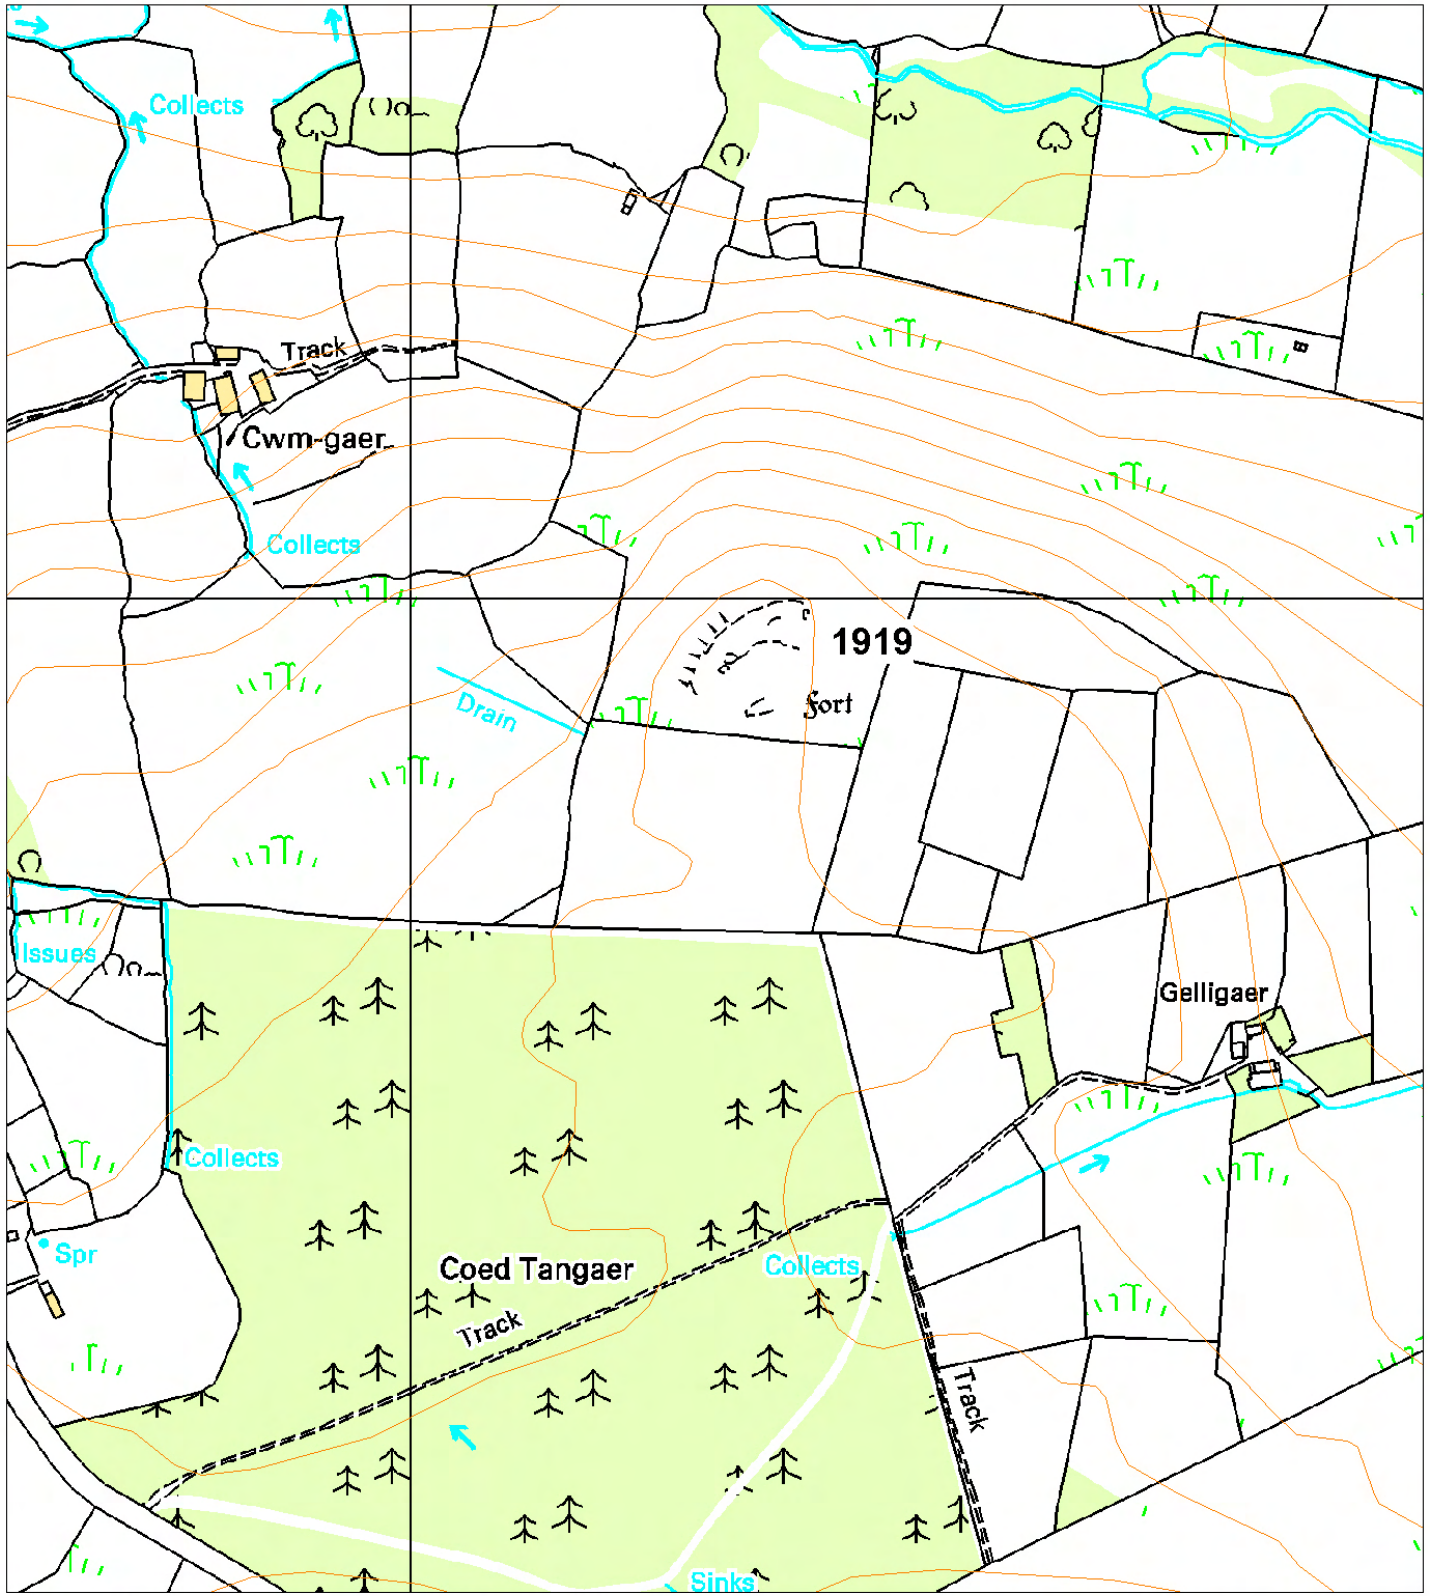 Collects
Track
Cwm-gaer
Collects
1919
Drain
Fort
Issues
Gelligaer
Collects
Spr
Coed Tangaer
Collects
Track
Track
Sinks